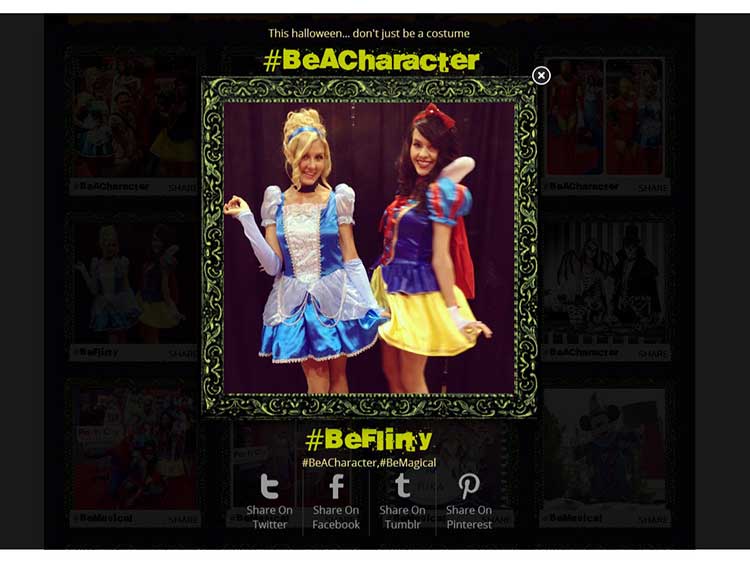 This halloween... don't just be a costume
#BeACharacter
#BeACharacter SHARE
#BeACharacter SHARE
#BeFlirty SHARE
#BeACharacter SHARE
#BeFlirty
#BeACharacter,#BeMagical
#BeMagical SHARE
#BeMagical SHARE
Share On
Twitter
Share On
Facebook
Share On
Tumblr
Share On
Pinterest